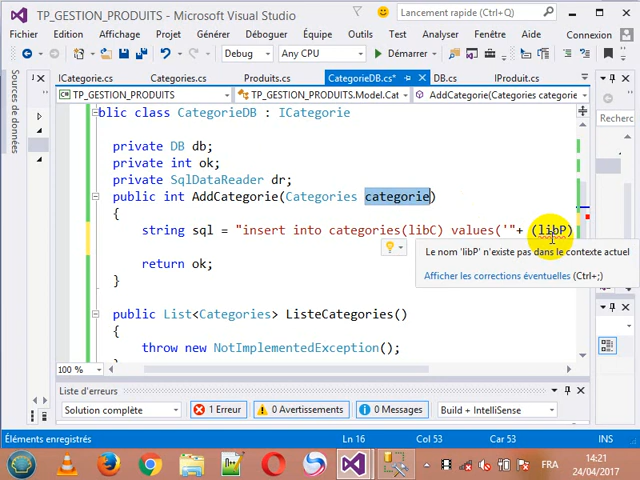 TP_GESTION_PRODUITS - Microsoft Visual Studio
Lancement rapide (Ctrl+Q)
Fichier Edition Affichage Projet Générer Déboguer Équipe Outils Test Analyser
Fenêtre Aide Connexion
Debug Any CPU Démarrer
Sources de données
ICategorie.cs Categories.cs Produits.cs CategorieDB.cs* DB.cs IProduit.cs
TP_GESTION_PRODUITS TP_GESTION_PRODUITS.Model.Cat AddCategorie(Categories categorie
Recherc
blic class CategorieDB : ICategorie
private DB db;
private int ok;
private SqlDataReader dr;
public int AddCategorie(Categories categorie)
{
string sql = "insert into categories(libC) values('"+ (libP)
Le nom 'libP' n'existe pas dans le contexte actuel
Afficher les corrections éventuelles (Ctrl+;)
return ok;
}
public List<Categories> ListeCategories()
{
throw new NotImplementedException();
100 %
Liste d'erreurs
Solution complète 1 Erreur 0 Avertissements 0 Messages Build + IntelliSense
Éléments enregistrés Ln 16 Col 53 Car 53 INS
FRA
14:21
24/04/2017